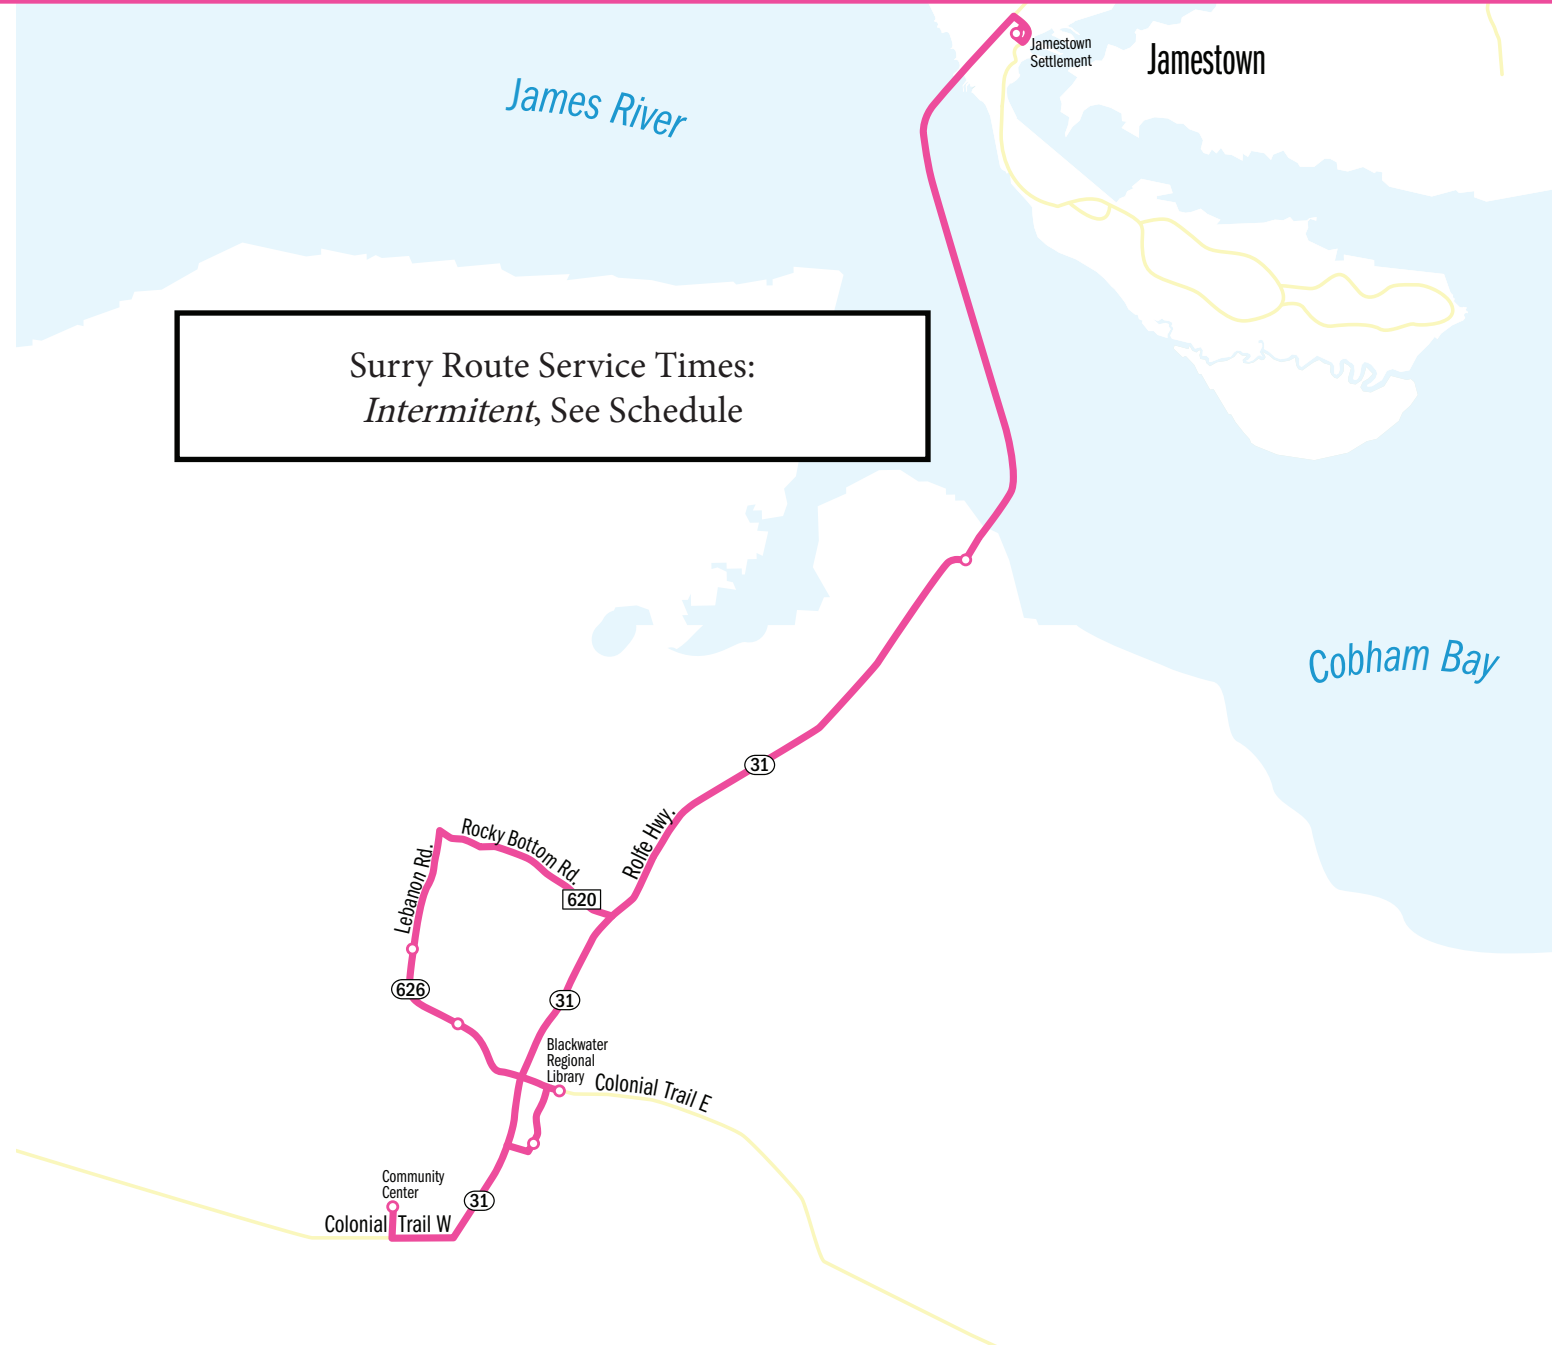 Jamestown
Settlement
Jamestown
James River
Surry Route Service Times:
Intermitent, See Schedule
Cobham Bay
31
Rolfe Hwy.
Rocky Bottom Rd.
Lebanon Rd.
620
626
31
Blackwater
Regional
Library
Colonial Trail E
Community
Center
31
Colonial Trail W